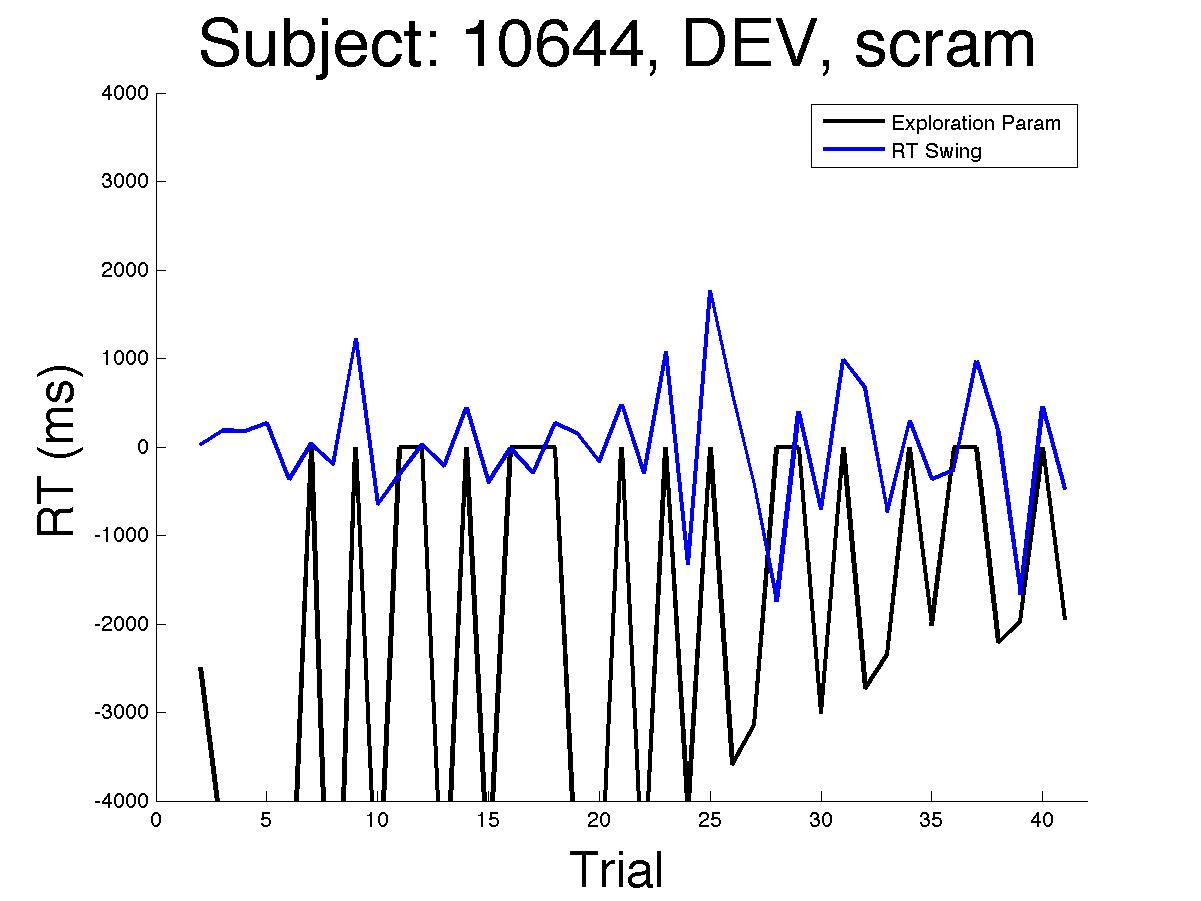 Subject: 10644, DEV, scram
Exploration Param
RT Swing
4000
3000
2000
1000
0
-1000
-2000
-3000
-4000
RT (ms)
0 5 10 15 20 25 30 35 40
Trial